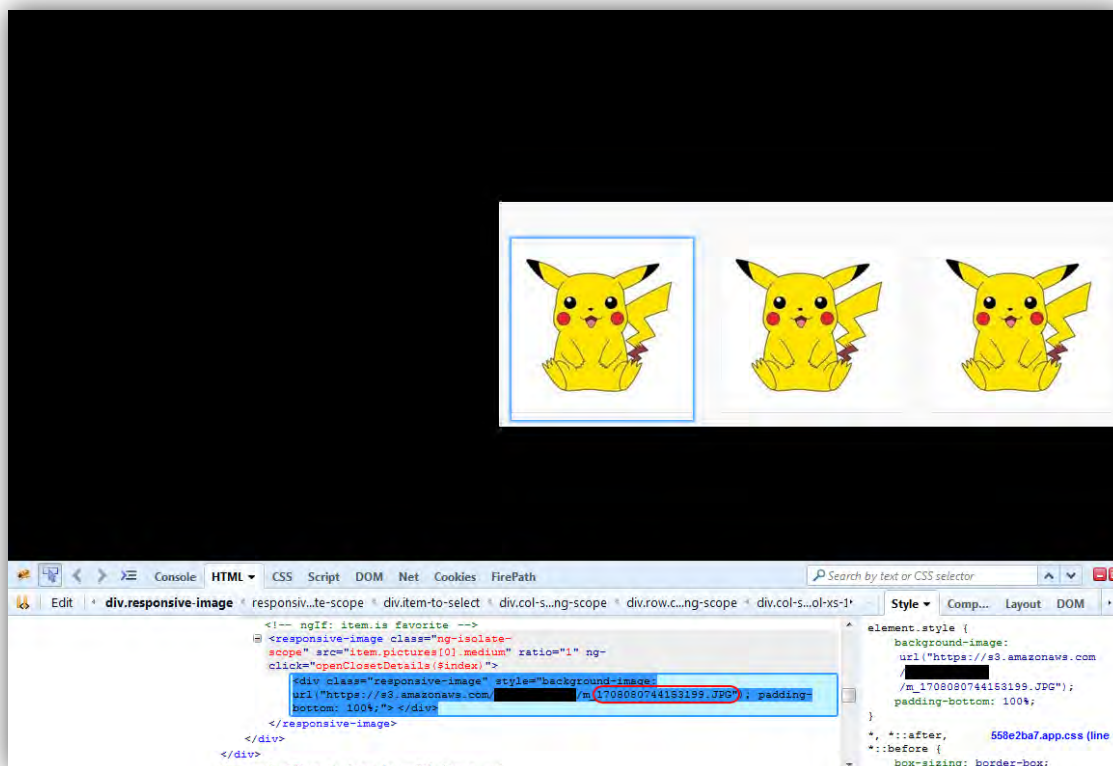 Console HTML CSS Script DOM Net Cookies FirePath
Search by text or CSS selector
Edit div.responsive-image responsiv...te-scope div.item-to-select div.col-s...ng-scope div.row.c...ng-scope div.col-s...ol-xs-1
Style Comp... Layout DOM
<!-- ngIf: item.is favorite -->
<responsive-image class="ng-isolate-
scope" src="item.pictures[0].medium" ratio="1" ng-
click="openClosetDetails($index)">
<div class="responsive-image" style="background-image:
url("https://s3.amazonaws.com/ /m_1708080744153199.JPG"); padding-
bottom: 100%;"> </div>
</responsive-image>
</div>
</div>
element.style {
background-image:
url("https://s3.amazonaws.com
/
/m_1708080744153199.JPG");
padding-bottom: 100%;
}
*, *::after, 558e2ba7.app.css (line
*::before {
box-sizing: border-box;